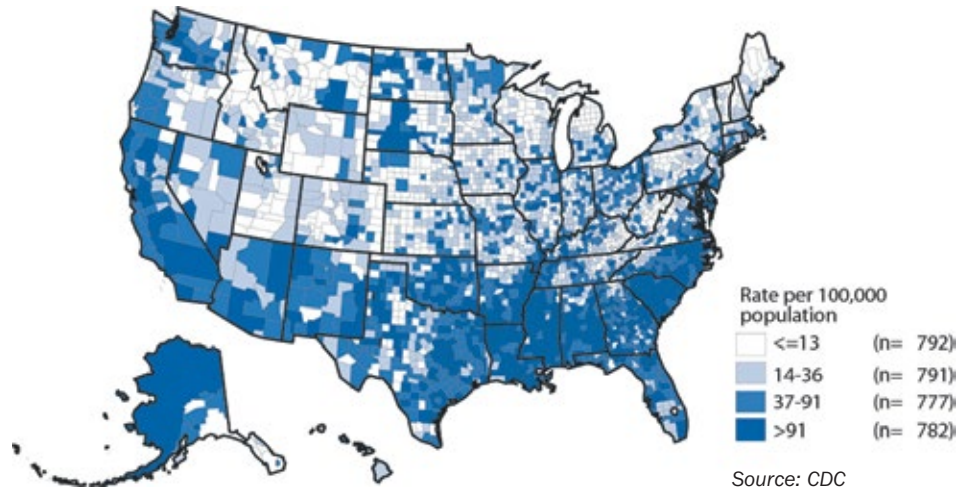 Rate per 100,000
population
<=13 (n= 792)
14-36 (n= 791)
37-91 (n= 777)
>91 (n= 782)
Source: CDC